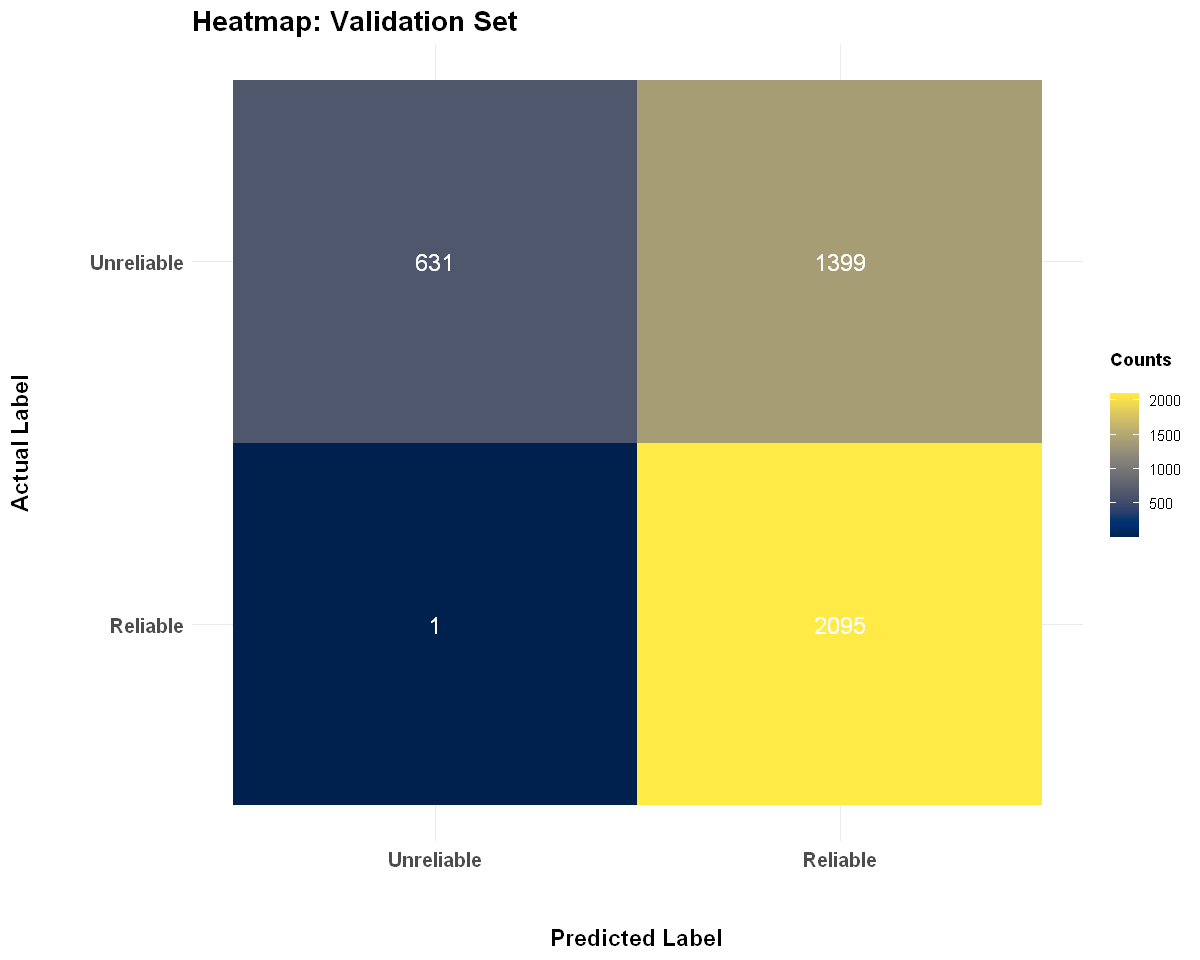 Heatmap: Validation Set
Actual Label
Unreliable
631
1399
Reliable
1
2095
Unreliable
Reliable
Predicted Label
Counts
2000
1500
1000
500